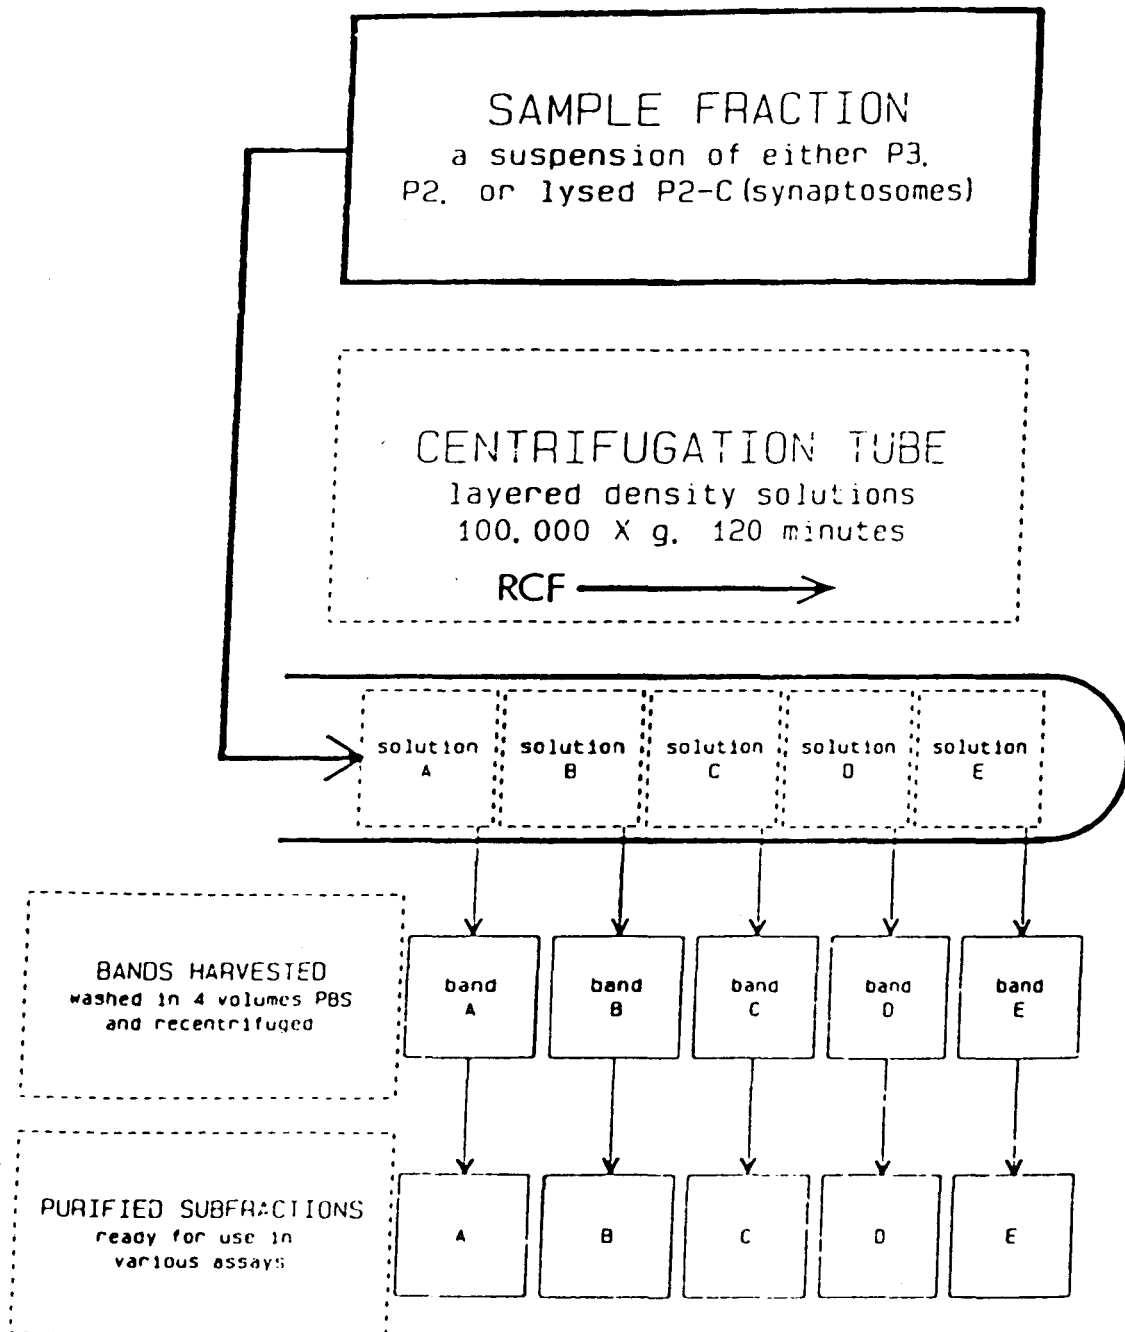 SAMPLE FRACTION
a suspension of either P3,
P2, or lysed P2-C (synaptosomes)
CENTRIFUGATION TUBE
layered density solutions
100,000 X g, 120 minutes
RCF
solution A
solution B
solution C
solution D
solution E
BANDS HARVESTED
washed in 4 volumes PBS
and recentrifuged
band A
band B
band C
band D
band E
PURIFIED SUBFRACTIONS
ready for use in
various assays
A
B
C
D
E